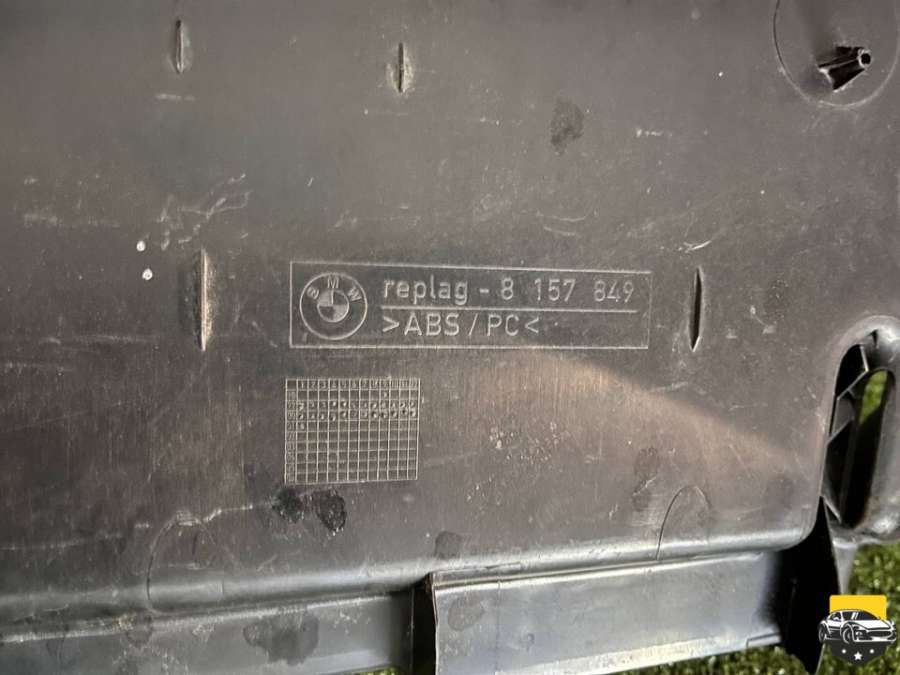 BMW
replag - 8 157 849
>ABS/PC<